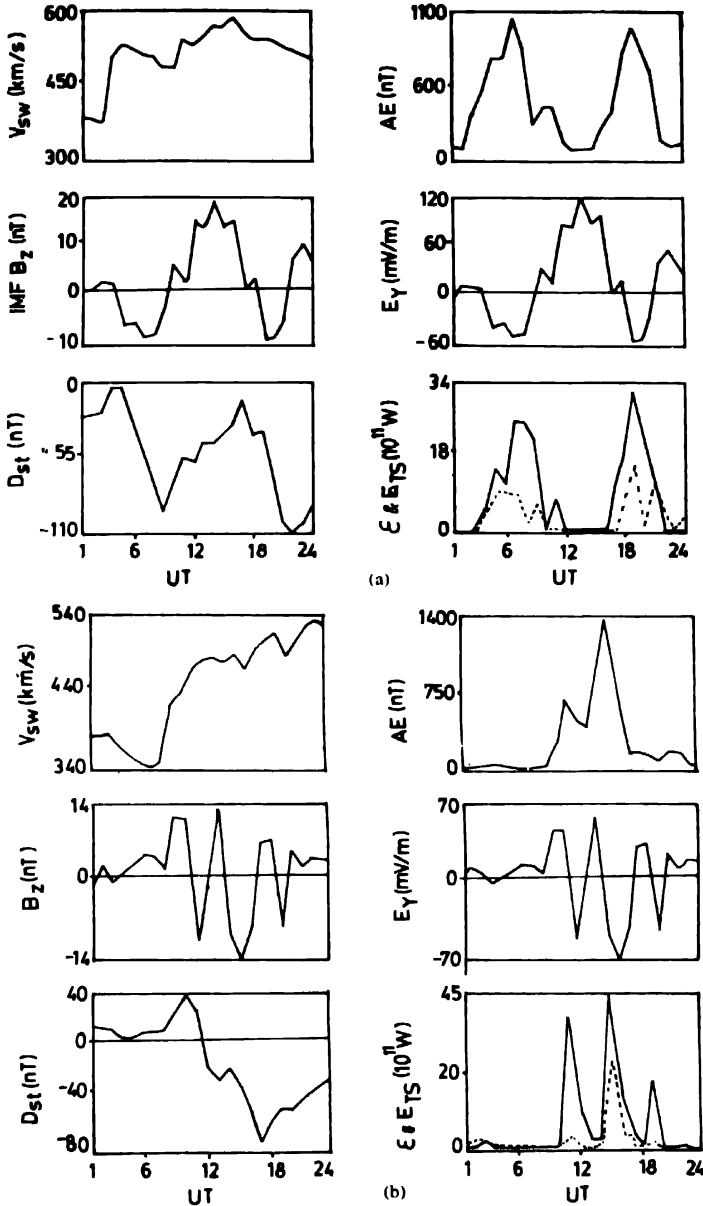 600
450
300
V_SW (km/s)
1100
600
0
AE (nT)
20
10
0
-10
IMF B_Z (nT)
120
60
0
-60
E_Y (mV/m)
0
-55
-110
D_st (nT)
1 6 12 18 24
UT
34
18
0
ε & E_TS (10^11 W)
1 6 12 18 24
UT
(a)
540
440
340
V_SW (km/s)
1400
750
0
AE (nT)
14
0
-14
B_Z (nT)
70
0
-70
E_Y (mV/m)
40
0
-40
-80
D_st (nT)
1 6 12 18 24
UT
45
20
0
ε & E_TS (10^11 W)
1 6 12 18 24
UT
(b)